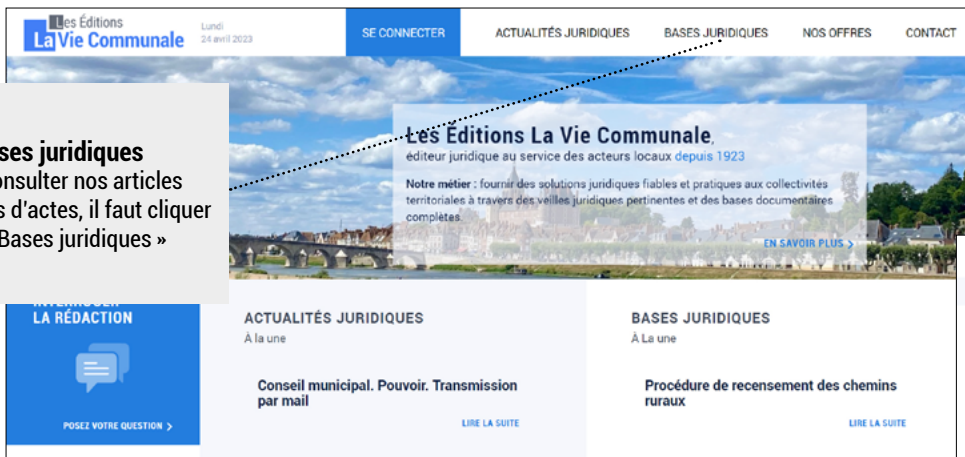 Les Éditions
La Vie Communale
Lundi
24 avril 2023
SE CONNECTER
ACTUALITÉS JURIDIQUES
BASES JURIDIQUES
NOS OFFRES
CONTACT
juridiques
nos articles
d'actes, il faut cliquer
Bases juridiques »
Les Éditions La Vie Communale,
éditeur juridique au service des acteurs locaux depuis 1923
Notre métier : fournir des solutions juridiques fiables et pratiques aux collectivités
territoriales à travers des veilles juridiques pertinentes et des bases documentaires
complètes.
EN SAVOIR PLUS >
LA RÉDACTION
POSEZ VOTRE QUESTION >
ACTUALITÉS JURIDIQUES
À la une
Conseil municipal. Pouvoir. Transmission
par mail
LIRE LA SUITE
BASES JURIDIQUES
À La une
Procédure de recensement des chemins
ruraux
LIRE LA SUITE